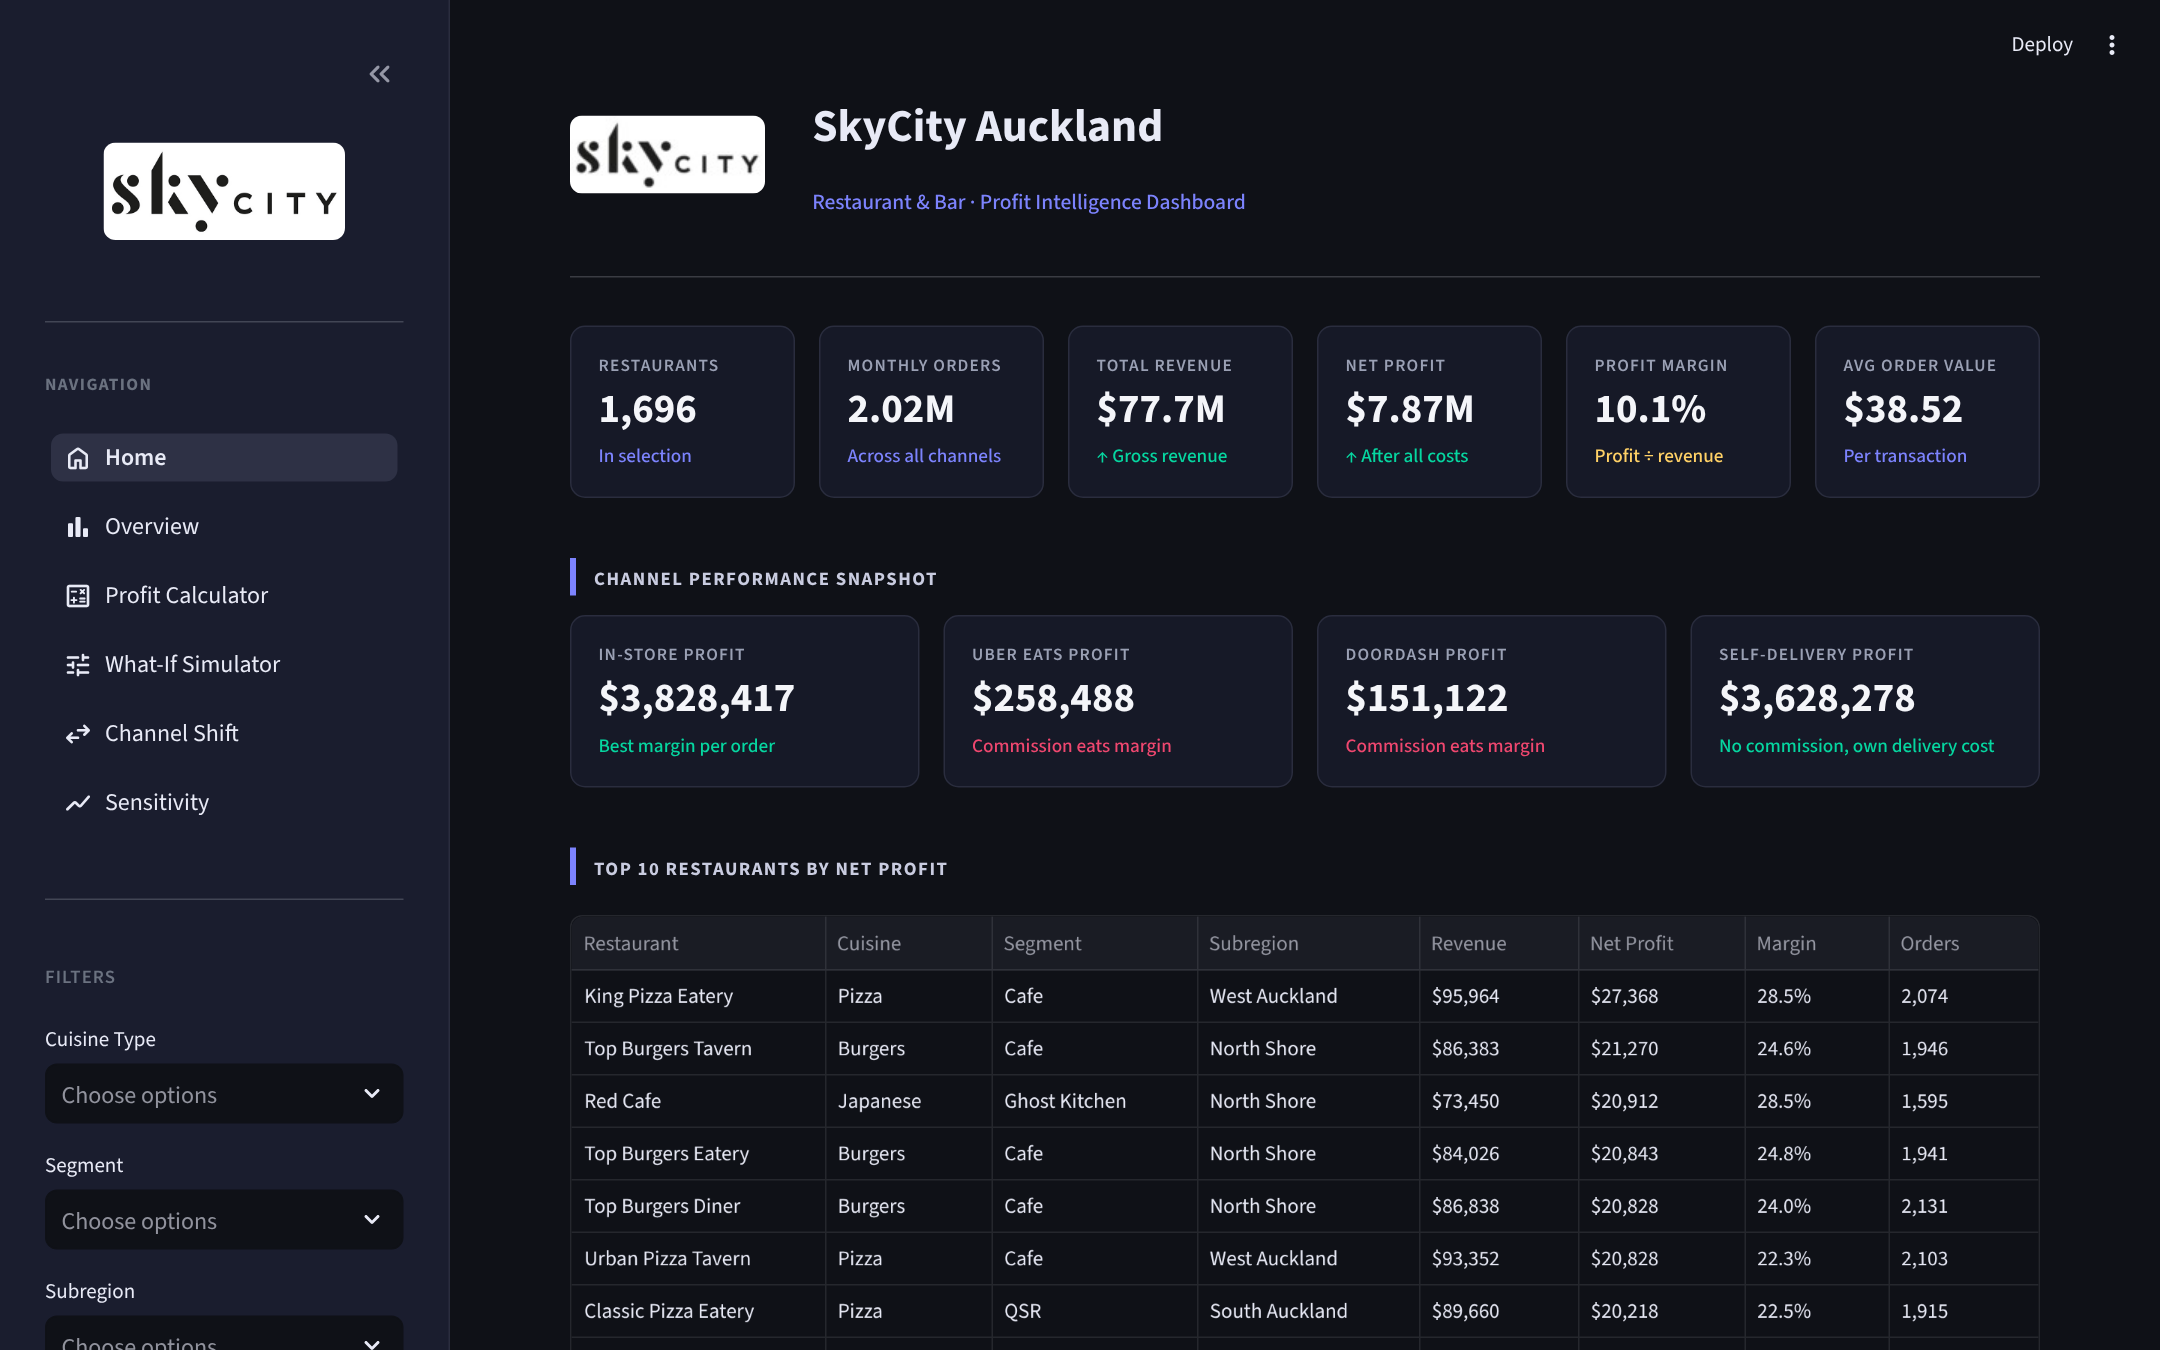 Deploy
sky CITY
NAVIGATION
Home
Overview
Profit Calculator
What-If Simulator
Channel Shift
Sensitivity
FILTERS
Cuisine Type
Choose options
Segment
Choose options
Subregion
Choose options
sky CITY
SkyCity Auckland
Restaurant & Bar · Profit Intelligence Dashboard
RESTAURANTS MONTHLY ORDERS TOTAL REVENUE NET PROFIT PROFIT MARGIN AVG ORDER VALUE
1,696 2.02M $77.7M $7.87M 10.1% $38.52
In selection Across all channels ↑ Gross revenue ↑ After all costs Profit ÷ revenue Per transaction
CHANNEL PERFORMANCE SNAPSHOT
IN-STORE PROFIT UBER EATS PROFIT DOORDASH PROFIT SELF-DELIVERY PROFIT
$3,828,417 $258,488 $151,122 $3,628,278
Best margin per order Commission eats margin Commission eats margin No commission, own delivery cost
TOP 10 RESTAURANTS BY NET PROFIT
Restaurant Cuisine Segment Subregion Revenue Net Profit Margin Orders
King Pizza Eatery Pizza Cafe West Auckland $95,964 $27,368 28.5% 2,074
Top Burgers Tavern Burgers Cafe North Shore $86,383 $21,270 24.6% 1,946
Red Cafe Japanese Ghost Kitchen North Shore $73,450 $20,912 28.5% 1,595
Top Burgers Eatery Burgers Cafe North Shore $84,026 $20,843 24.8% 1,941
Top Burgers Diner Burgers Cafe North Shore $86,838 $20,828 24.0% 2,131
Urban Pizza Tavern Pizza Cafe West Auckland $93,352 $20,828 22.3% 2,103
Classic Pizza Eatery Pizza QSR South Auckland $89,660 $20,218 22.5% 1,915